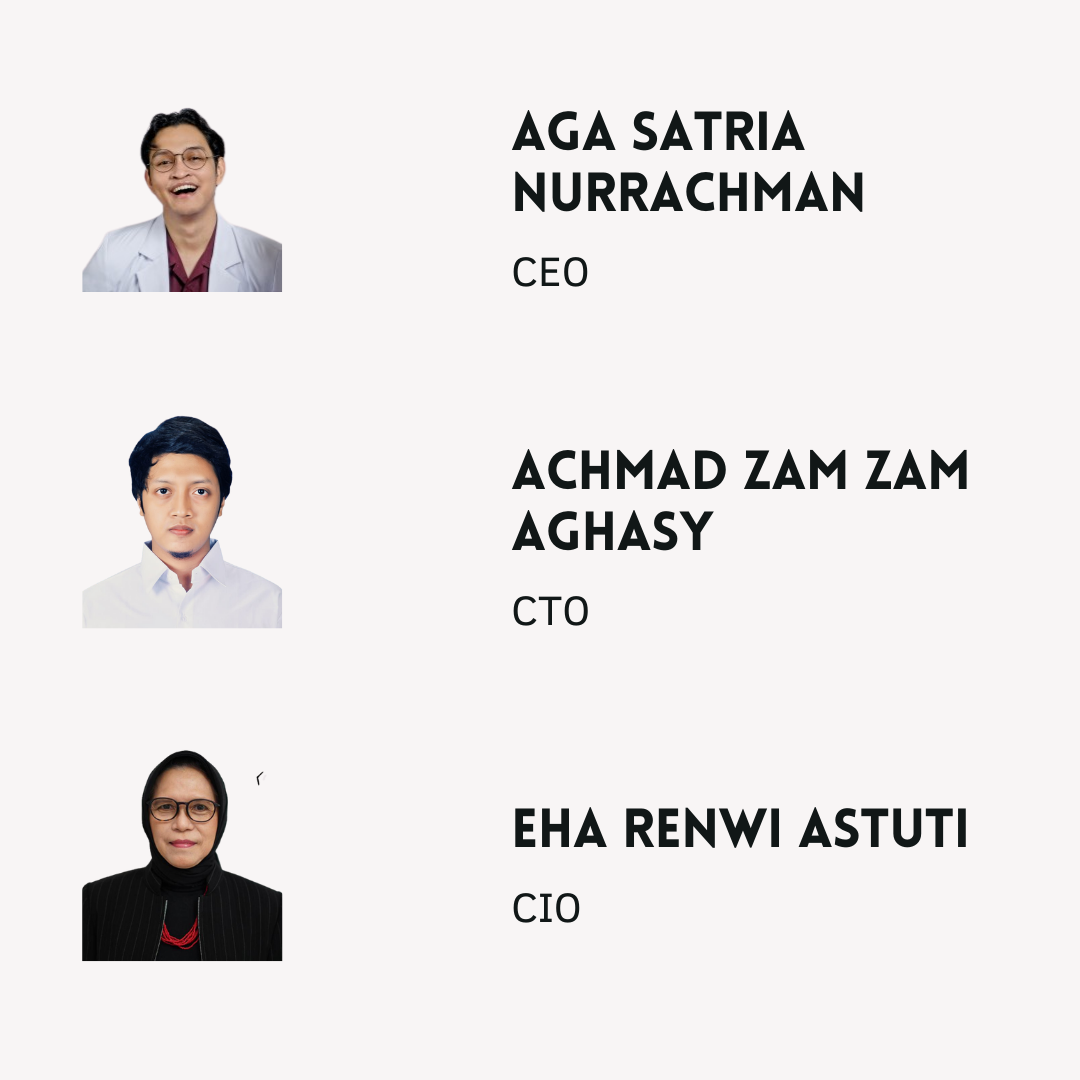 AGA SATRIA
NURRACHMAN
CEO
ACHMAD ZAM ZAM
AGHASY
CTO
EHA RENWI ASTUTI
CIO